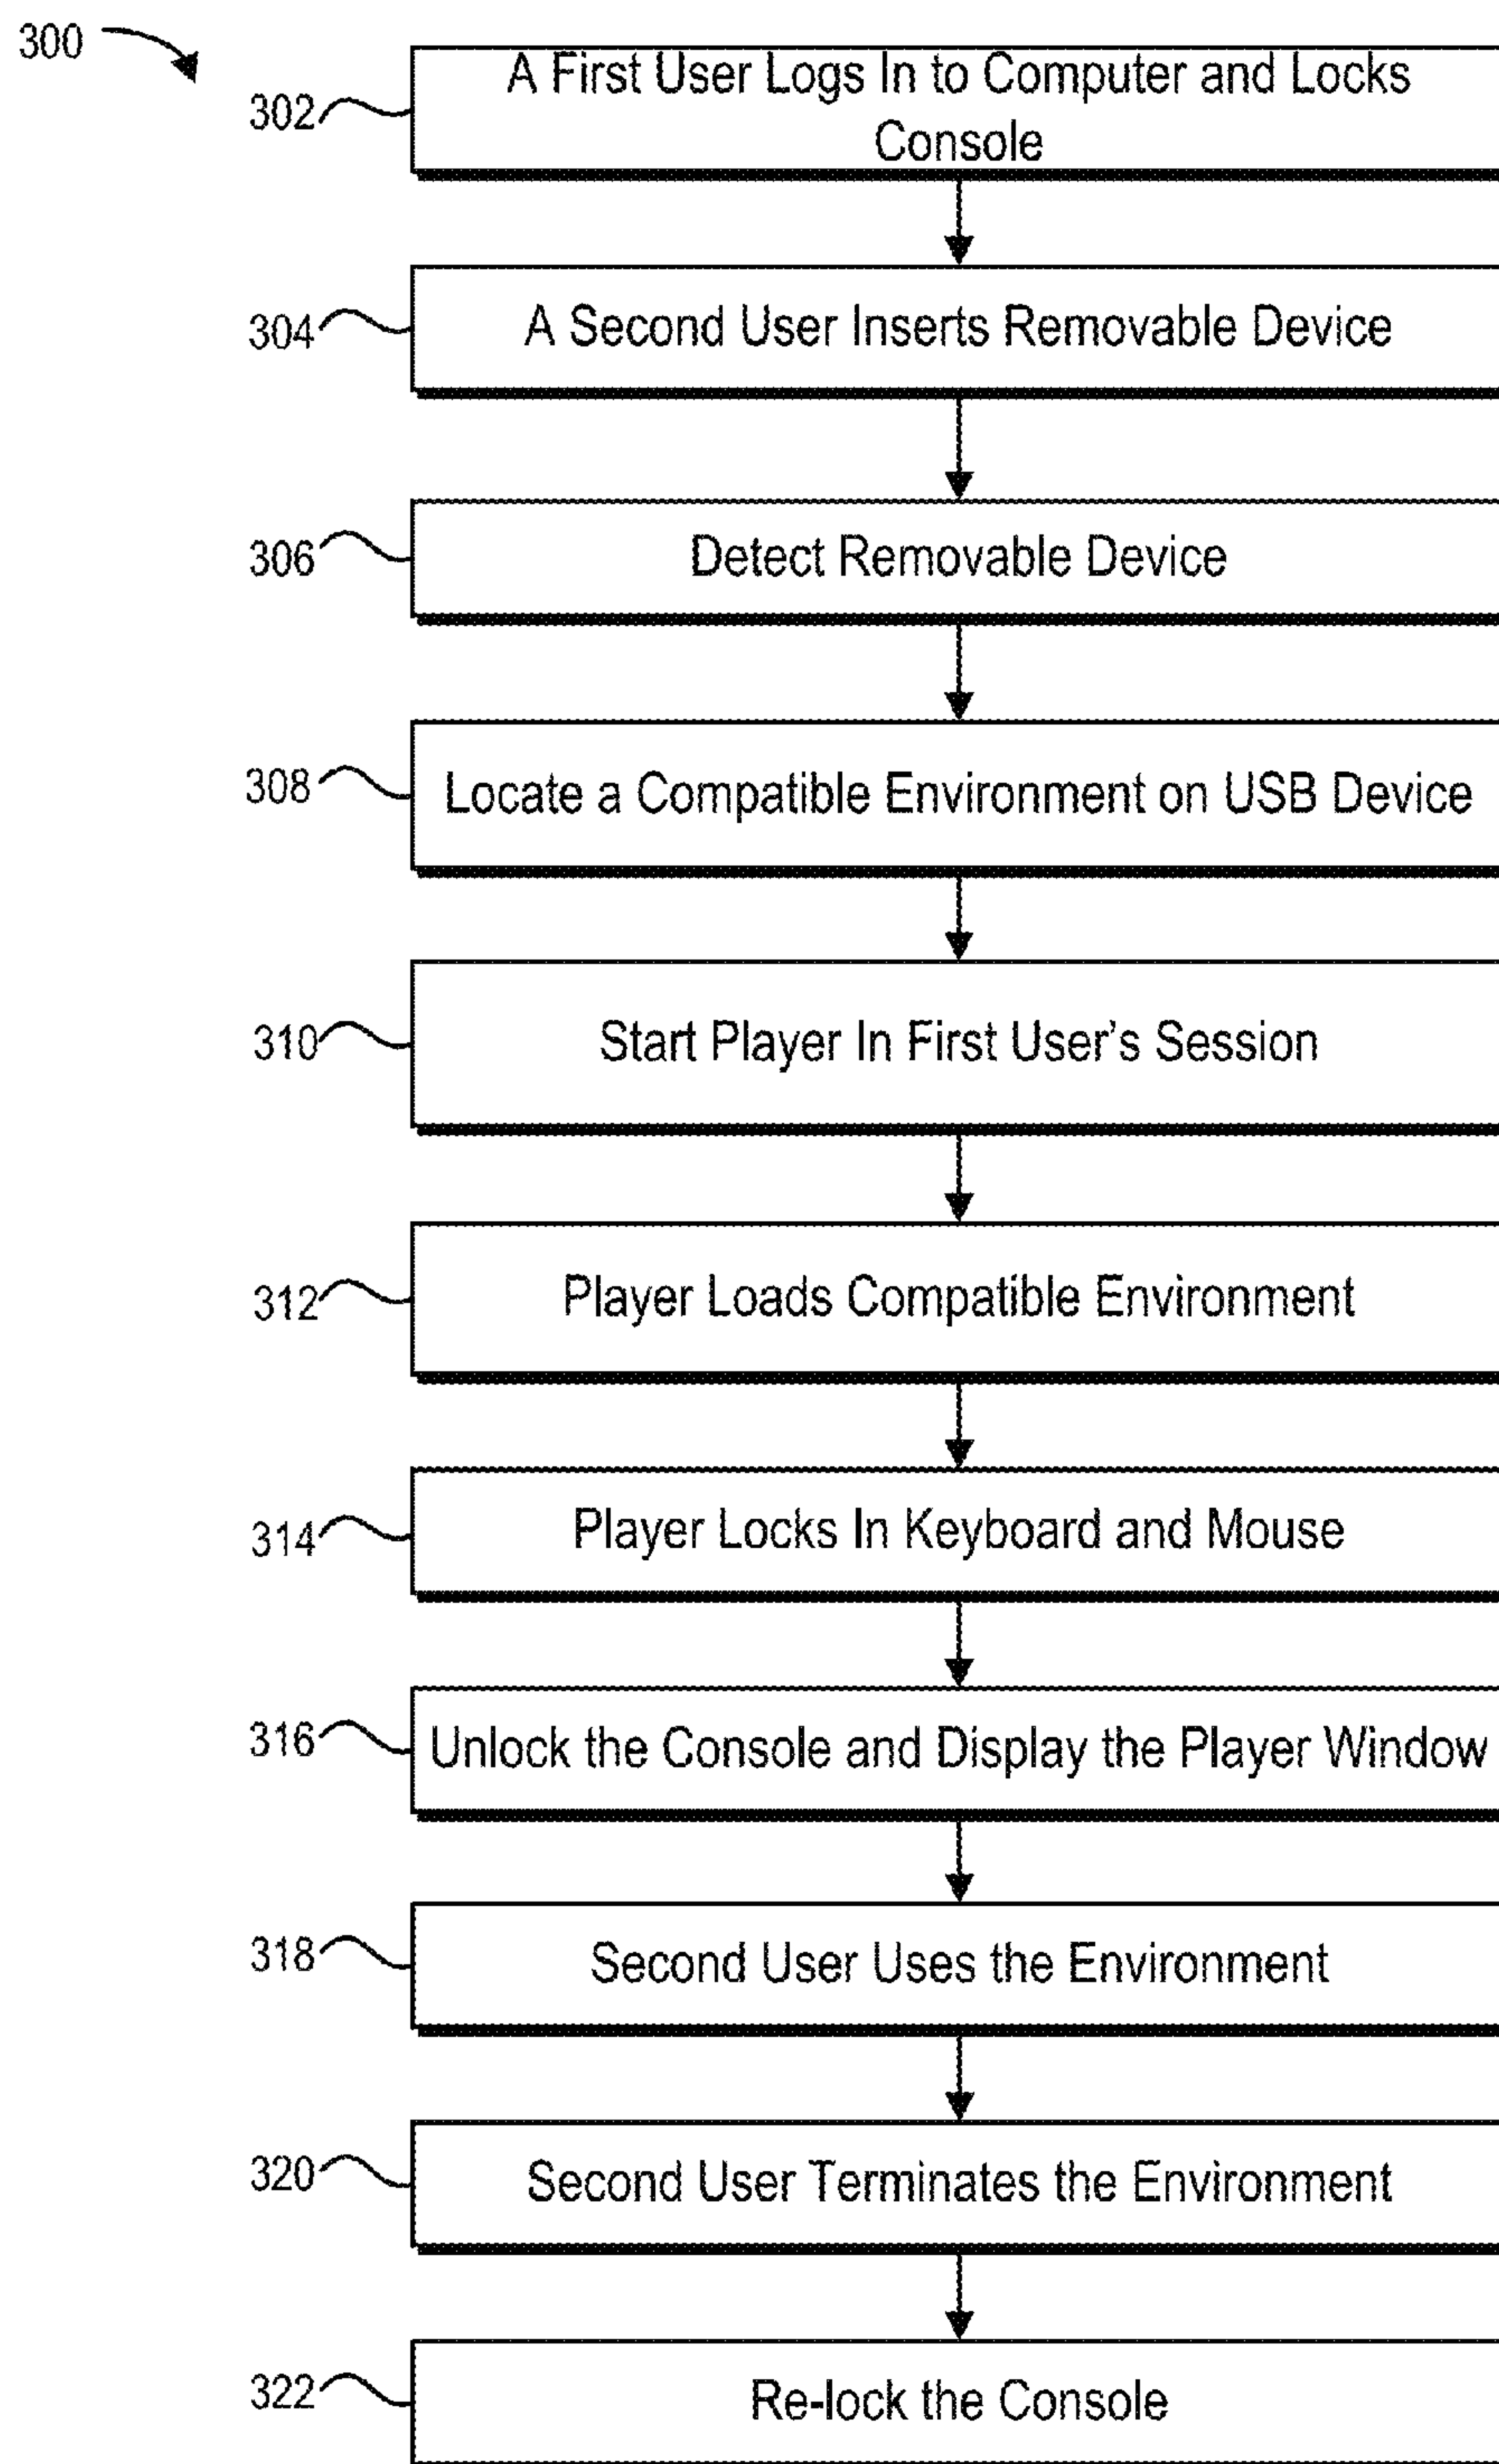 300
302
A First User Logs In to Computer and Locks
Console
304
A Second User Inserts Removable Device
306
Detect Removable Device
308
Locate a Compatible Environment on USB Device
310
Start Player In First User's Session
312
Player Loads Compatible Environment
314
Player Locks In Keyboard and Mouse
316
Unlock the Console and Display the Player Window
318
Second User Uses the Environment
320
Second User Terminates the Environment
322
Re-lock the Console